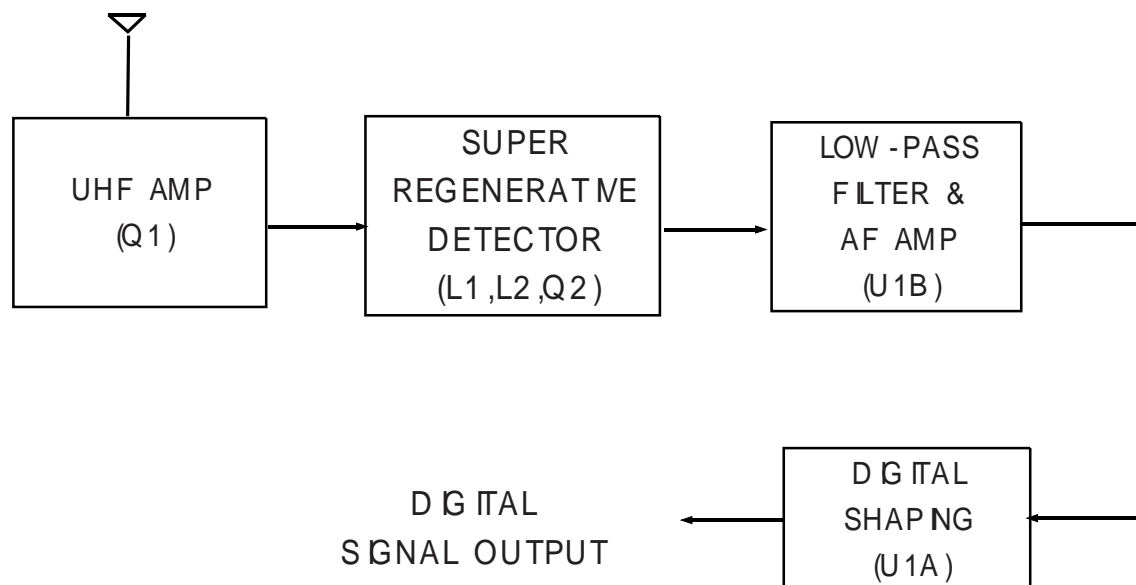 UHF AMP
(Q1)
SUPER
REGENERATIVE
DETECTOR
(L1,L2,Q2)
LOW-PASS
FILTER &
AF AMP
(U1B)
DIGITAL
SHAPING
(U1A)
DIGITAL
SIGNAL OUTPUT